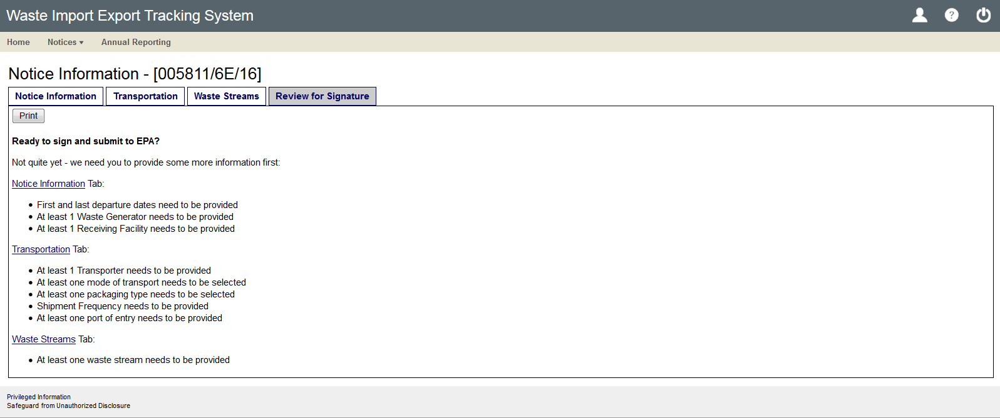 Waste Import Export Tracking System
?
Home Notices ▾ Annual Reporting
Notice Information - [005811/6E/16]
Notice Information Transportation Waste Streams Review for Signature
Print
Ready to sign and submit to EPA?
Not quite yet - we need you to provide some more information first:
Notice Information Tab:
• First and last departure dates need to be provided
• At least 1 Waste Generator needs to be provided
• At least 1 Receiving Facility needs to be provided
Transportation Tab:
• At least 1 Transporter needs to be provided
• At least one mode of transport needs to be selected
• At least one packaging type needs to be selected
• Shipment Frequency needs to be provided
• At least one port of entry needs to be provided
Waste Streams Tab:
• At least one waste stream needs to be provided
Privileged Information
Safeguard from Unauthorized Disclosure